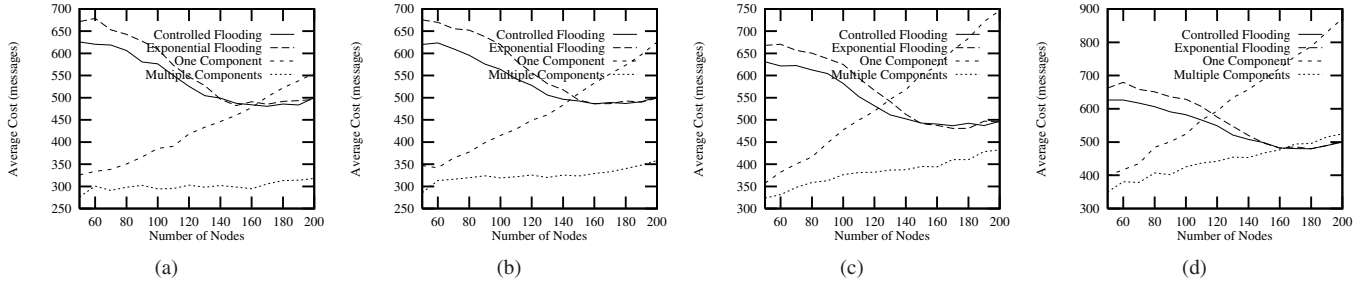 Average Cost (messages)
700
650
600
550
500
450
400
350
300
250
Controlled Flooding
Exponential Flooding
One Component
Multiple Components
60 80 100 120 140 160 180 200
Number of Nodes
(a)
Average Cost (messages)
700
650
600
550
500
450
400
350
300
250
Controlled Flooding
Exponential Flooding
One Component
Multiple Components
60 80 100 120 140 160 180 200
Number of Nodes
(b)
Average Cost (messages)
750
700
650
600
550
500
450
400
350
300
Controlled Flooding
Exponential Flooding
One Component
Multiple Components
60 80 100 120 140 160 180 200
Number of Nodes
(c)
Average Cost (messages)
900
800
700
600
500
400
300
Controlled Flooding
Exponential Flooding
One Component
Multiple Components
60 80 100 120 140 160 180 200
Number of Nodes
(d)